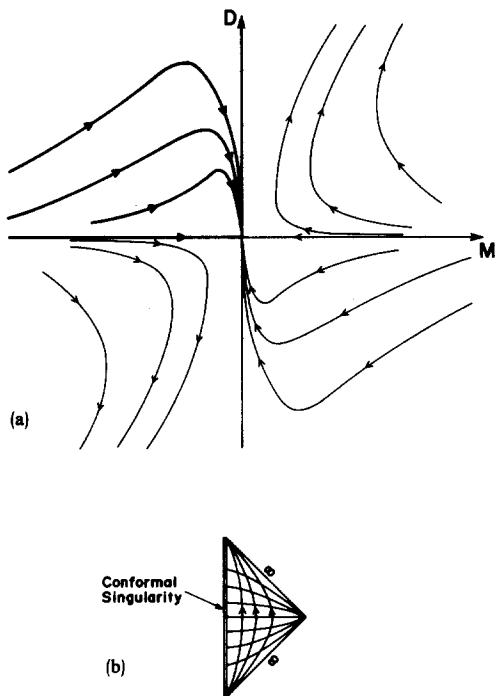 D
M
(a)
Conformal
Singularity
∞
∞
(b)